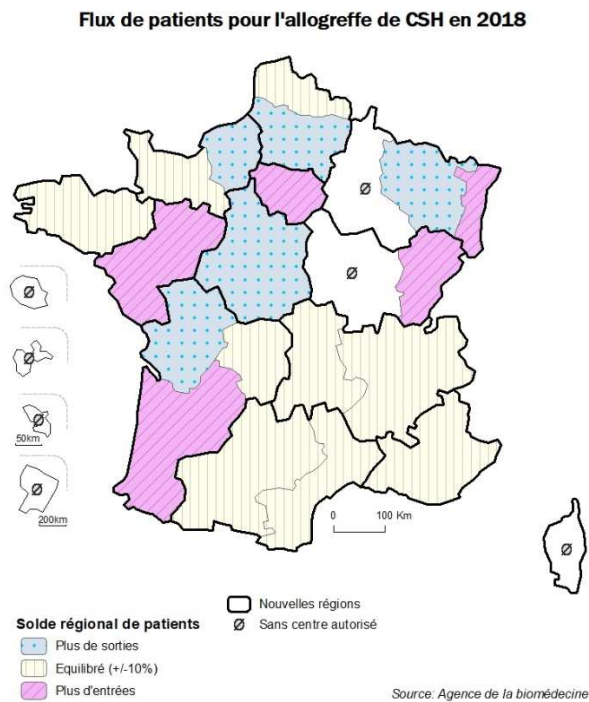 Flux de patients pour l'allogreffe de CSH en 2018
Ø
Ø
Ø
Ø
50km
Ø
200km
Ø
0 100 Km
Ø
Solde régional de patients
Plus de sorties
Equilibré (+/-10%)
Plus d'entrées
Nouvelles régions
Ø Sans centre autorisé
Source: Agence de la biomédecine